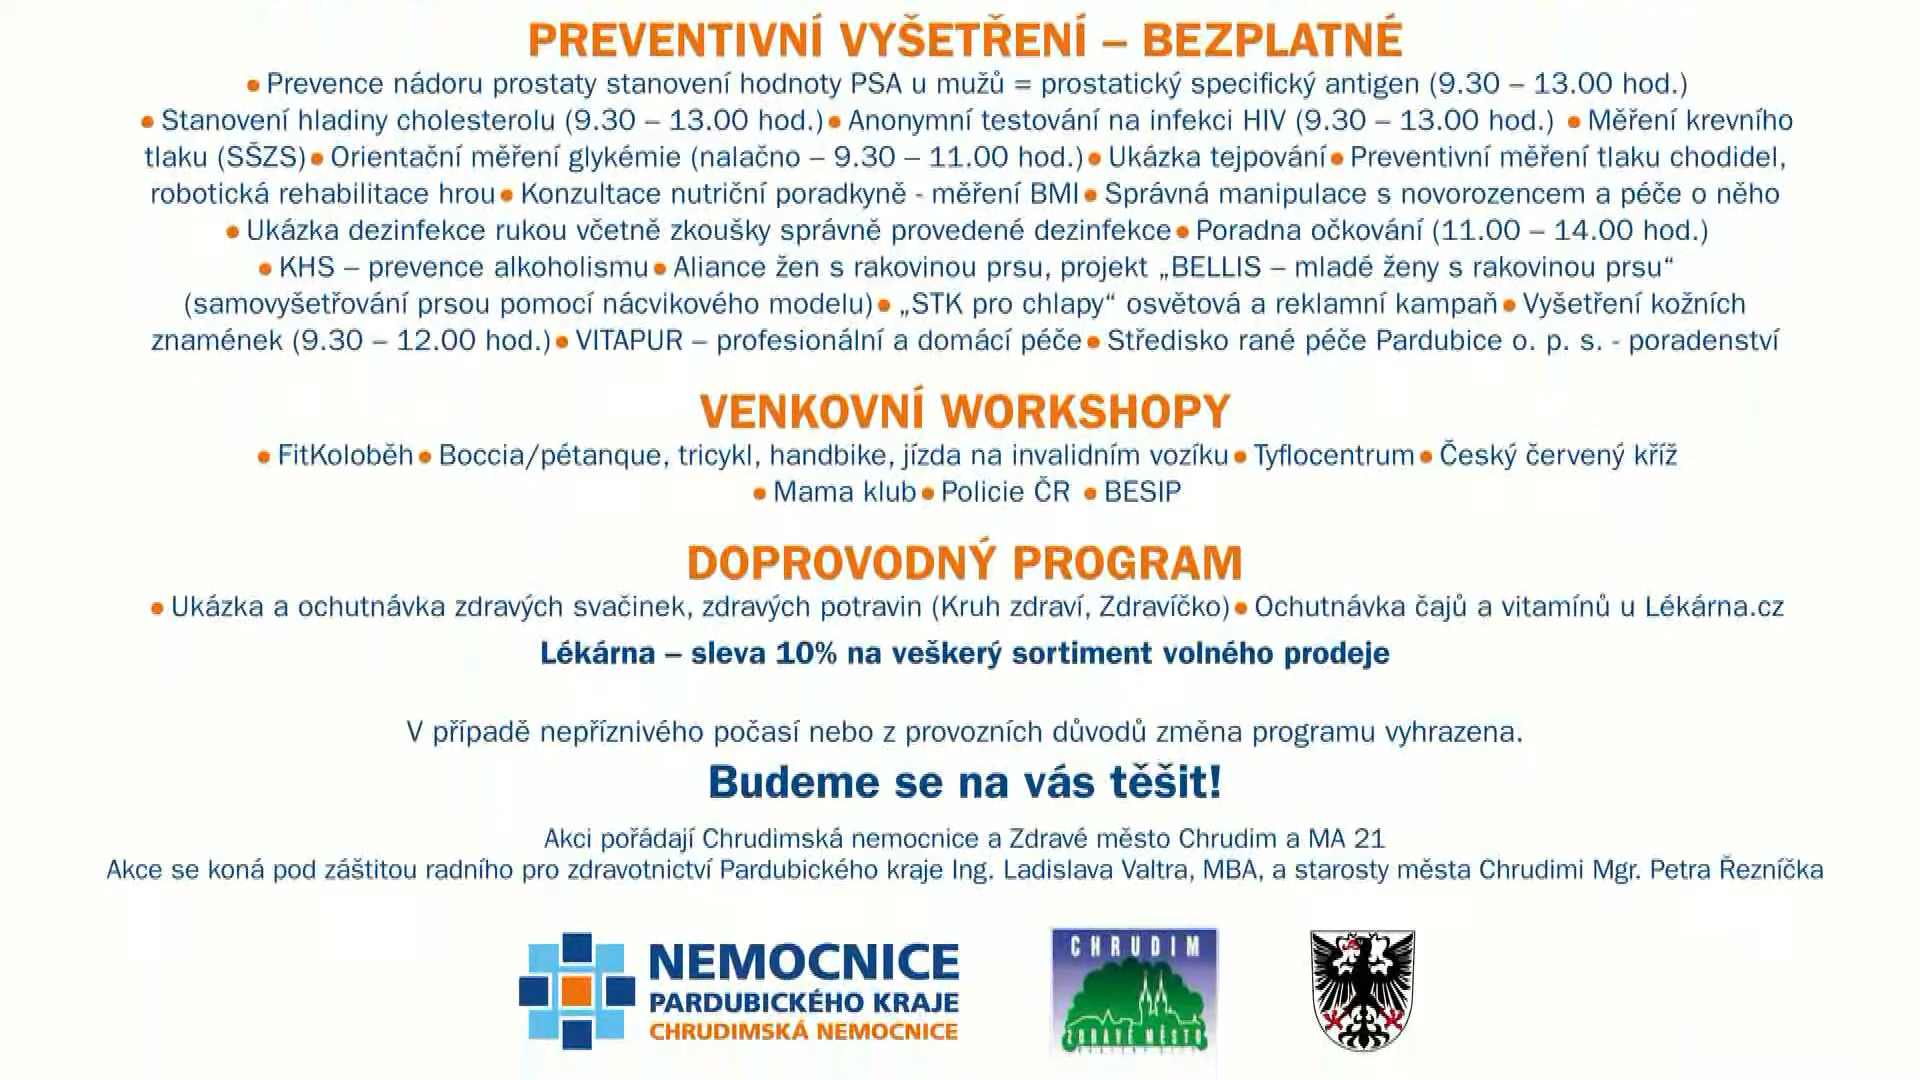 PREVENTIVNÍ VYŠETŘENÍ – BEZPLATNÉ
• Prevence nádoru prostaty stanovení hodnoty PSA u mužů = prostatický specifický antigen (9.30 – 13.00 hod.)
• Stanovení hladiny cholesterolu (9.30 – 13.00 hod.) • Anonymní testování na infekci HIV (9.30 – 13.00 hod.) • Měření krevního
tlaku (SŠZS) • Orientační měření glykémie (nalačno – 9.30 – 11.00 hod.) • Ukázka tejpování • Preventivní měření tlaku chodidel,
robotická rehabilitace hrou • Konzultace nutriční poradkyně - měření BMI • Správná manipulace s novorozencem a péče o něho
• Ukázka dezinfekce rukou včetně zkoušky správně provedené dezinfekce • Poradna očkování (11.00 – 14.00 hod.)
• KHS – prevence alkoholismu • Aliance žen s rakovinou prsu, projekt „BELLIS – mladé ženy s rakovinou prsu“
(samovyšetřování prsou pomocí nácvikového modelu) • „STK pro chlapy“ osvětová a reklamní kampaň • Vyšetření kožních
znamének (9.30 – 12.00 hod.) • VITAPUR – profesionální a domácí péče • Středisko rané péče Pardubice o. p. s. - poradenství
VENKOVNÍ WORKSHOPY
• FitKoloběh • Boccia/pétanque, tricykl, handbike, jízda na invalidním vozíku • Tyflocentrum • Český červený kříž
• Mama klub • Policie ČR • BESIP
DOPROVODNÝ PROGRAM
• Ukázka a ochutnávka zdravých svačinek, zdravých potravin (Kruh zdraví, Zdravíčko) • Ochutnávka čajů a vitamínů u Lékárna.cz
Lékárna – sleva 10% na veškerý sortiment volného prodeje
V případě nepříznivého počasí nebo z provozních důvodů změna programu vyhrazena.
Budeme se na vás těšit!
Akci pořádají Chrudimská nemocnice a Zdravé město Chrudim a MA 21
Akce se koná pod záštitou radního pro zdravotnictví Pardubického kraje Ing. Ladislava Valtra, MBA, a starosty města Chrudimi Mgr. Petra Řezníčka
NEMOCNICE
PARDUBICKÉHO KRAJE
CHRUDIMSKÁ NEMOCNICE
CHRUDIM
ZDRAVÉ MĚSTO